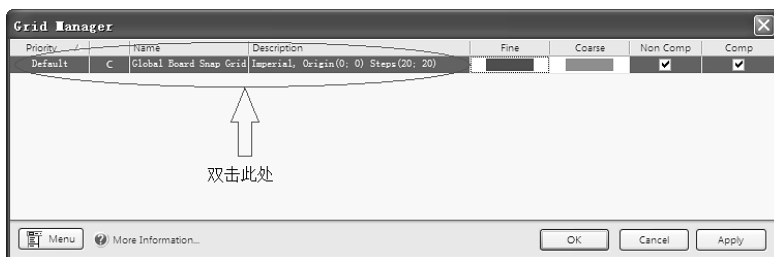 Grid Manager
Priority / Name Description Fine Coarse Non Comp Comp
Default C Global Board Snap Grid Imperial, Origin(0; 0) Steps(20; 20)
双击此处
Menu More Information... OK Cancel Apply